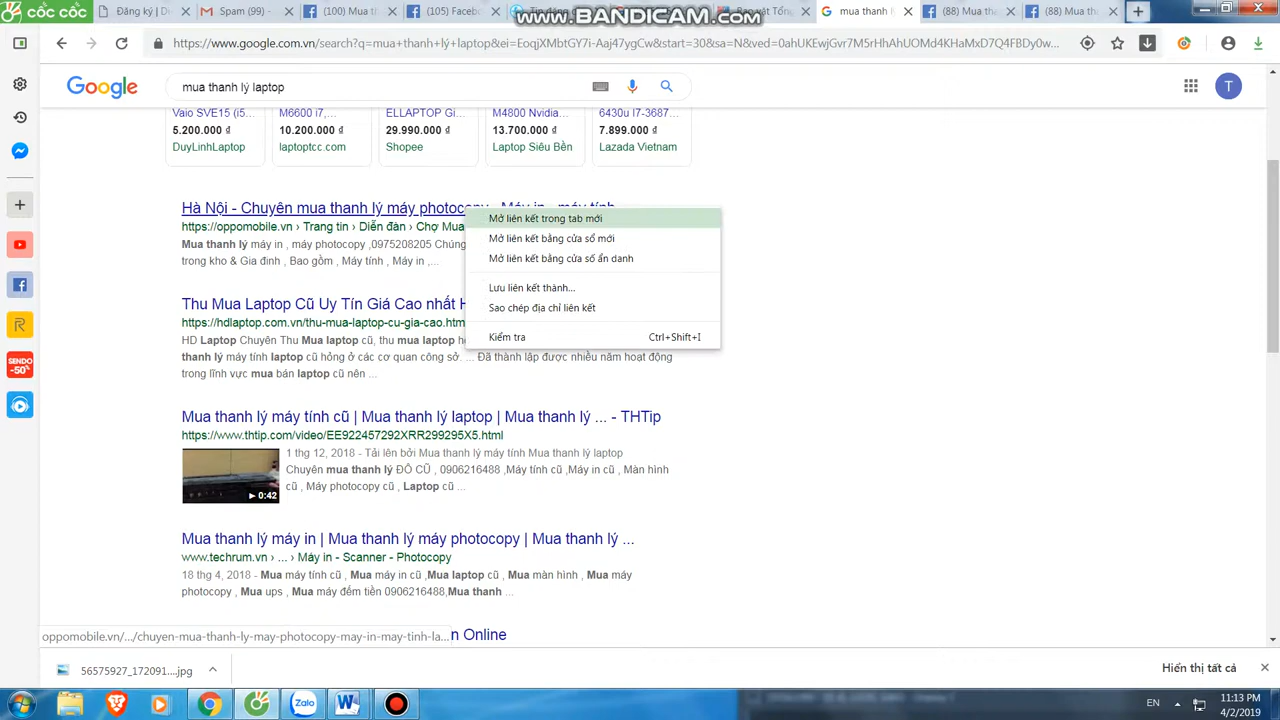 cốc cốc
Đăng ký | D
Spam (99) -
(100) Mua t
(105) Face
WWW.BANDICAM.COM
mua thanh l
(88) Mua th
(88) Mua th
https://www.google.com.vn/search?q=mua+thanh+lý+laptop&ei=EoqjXMbtGY7i-Aaj47ygCw&start=30&sa=N&ved=0ahUKEwjGvr7M5rHhAhUOMd4KHaMxD7Q4FBDy0w...
Google
mua thanh lý laptop
T
Vaio SVE15 (i5...
M6600 i7,...
ELLAPTOP Gi...
M4800 Nvidia...
6430u I7-3687...
5.200.000 đ
10.200.000 đ
29.990.000 đ
13.700.000 đ
7.899.000 đ
DuyLinhLaptop
laptoptcc.com
Shopee
Laptop Siêu Bền
Lazada Vietnam
Hà Nội - Chuyên mua thanh lý máy photocopy - Máy in - máy tính
https://oppomobile.vn › Trang tin › Diễn đàn › Chợ Mua
Mua thanh lý máy in , máy photocopy ,0975208205 Chúng
trong kho & Gia đinh , Bao gồm , Máy tính , Máy in ,...
Mở liên kết trong tab mới
Mở liên kết bằng cửa sổ mới
Mở liên kết bằng cửa sổ ẩn danh
Lưu liên kết thành...
Sao chép địa chỉ liên kết
Kiểm tra Ctrl+Shift+I
Thu Mua Laptop Cũ Uy Tín Giá Cao nhất H
https://hdlaptop.com.vn/thu-mua-laptop-cu-gia-cao.htm
HD Laptop Chuyên Thu Mua Laptop cũ, thu mua laptop h
thanh lý máy tính laptop cũ hỏng ở các cơ quan công sở. ... Đã thành lập được nhiều năm hoạt động
trong lĩnh vực mua bán laptop cũ nên ...
Mua thanh lý máy tính cũ | Mua thanh lý laptop | Mua thanh lý ... - THTip
https://www.thtip.com/video/EE922457292XRR299295X5.html
0:42
1 thg 12, 2018 - Tải lên bởi Mua thanh lý máy tính Mua thanh lý laptop
Chuyên mua thanh lý ĐỒ CŨ , 0906216488 ,Máy tính cũ ,Máy in cũ , Màn hình
cũ , Máy photocopy cũ , Laptop cũ ...
Mua thanh lý máy in | Mua thanh lý máy photocopy | Mua thanh lý ...
www.techrum.vn › ... › Máy in - Scanner - Photocopy
18 thg 4, 2018 - Mua máy tính cũ , Mua máy in cũ ,Mua laptop cũ , Mua màn hình , Mua máy
photocopy , Mua ups , Mua máy đếm tiền 0906216488,Mua thanh ...
n Online
oppomobile.vn/.../chuyen-mua-thanh-ly-may-photocopy-may-in-may-tinh-la...
SENDO
-50%
56575927_172091....jpg
Hiển thị tất cả
Zalo
EN
11:13 PM
4/2/2019